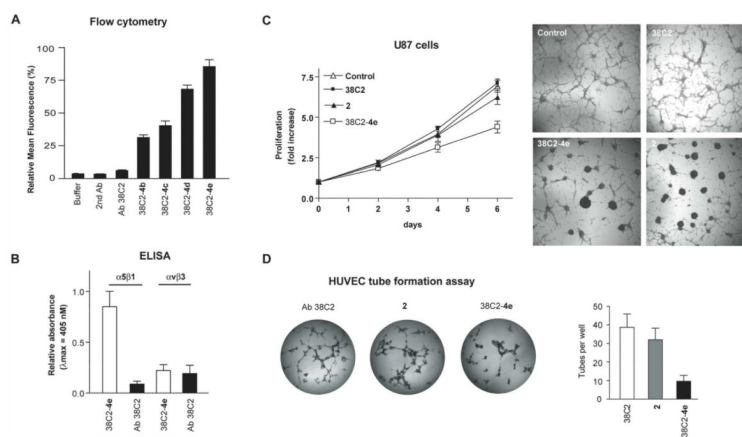 A
Flow cytometry
Relative Mean Fluorescence (%)
100
75
50
25
0
Buffer
2nd Ab
Ab 38C2
38C2-4b
38C2-4c
38C2-4d
38C2-4e
B
ELISA
α5β1
αvβ3
Relative absorbance
(λmax = 405 nM)
1.0
0.5
0.0
38C2-4e
Ab 38C2
38C2-4e
Ab 38C2
C
U87 cells
Control
38C2
2
38C2-4e
Proliferation
(fold increase)
7.5
5.0
2.5
0.0
0
1
2
3
4
5
6
days
Control
38C2
38C2-4e
2
D
HUVEC tube formation assay
Ab 38C2
2
38C2-4e
Tubes per well
60
50
40
30
20
10
0
38C2
2
38C2-4e